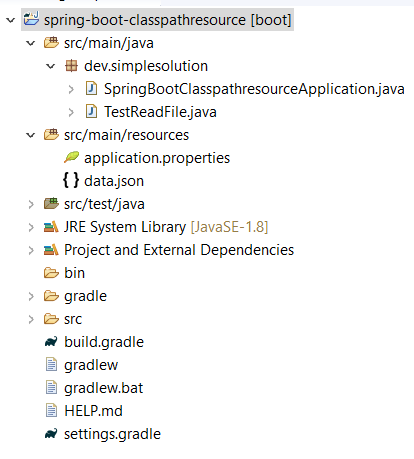 spring-boot-classpathresource [boot]
src/main/java
dev.simplesolution
SpringBootClasspathresourceApplication.java
TestReadFile.java
src/main/resources
application.properties
data.json
src/test/java
JRE System Library [JavaSE-1.8]
Project and External Dependencies
bin
gradle
src
build.gradle
gradlew
gradlew.bat
HELP.md
settings.gradle